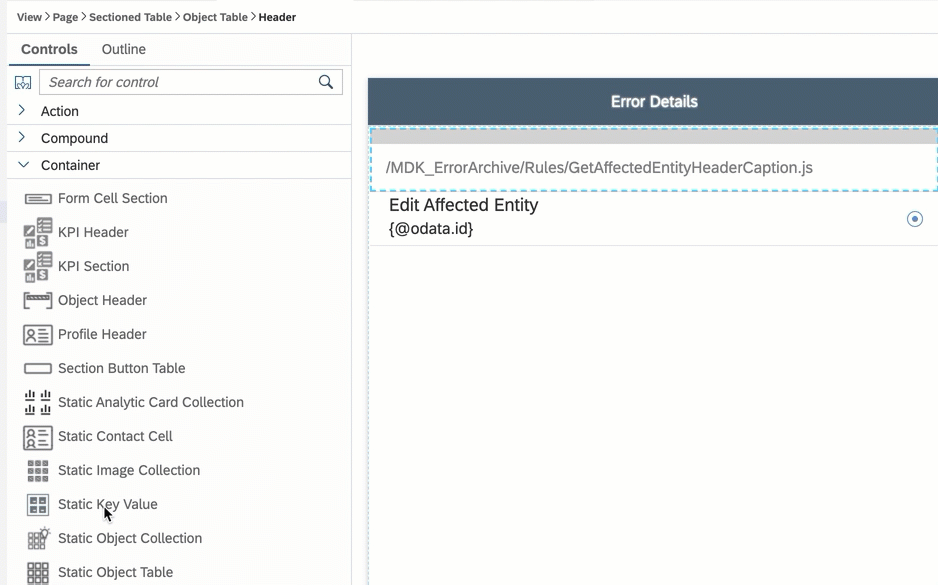 View > Page > Sectioned Table > Object Table > Header
Controls
Outline
Search for control
Action
Compound
Container
Form Cell Section
KPI Header
KPI Section
Object Header
Profile Header
Section Button Table
Static Analytic Card Collection
Static Contact Cell
Static Image Collection
Static Key Value
Static Object Collection
Static Object Table
Error Details
/MDK_ErrorArchive/Rules/GetAffectedEntityHeaderCaption.js
Edit Affected Entity
{@odata.id}